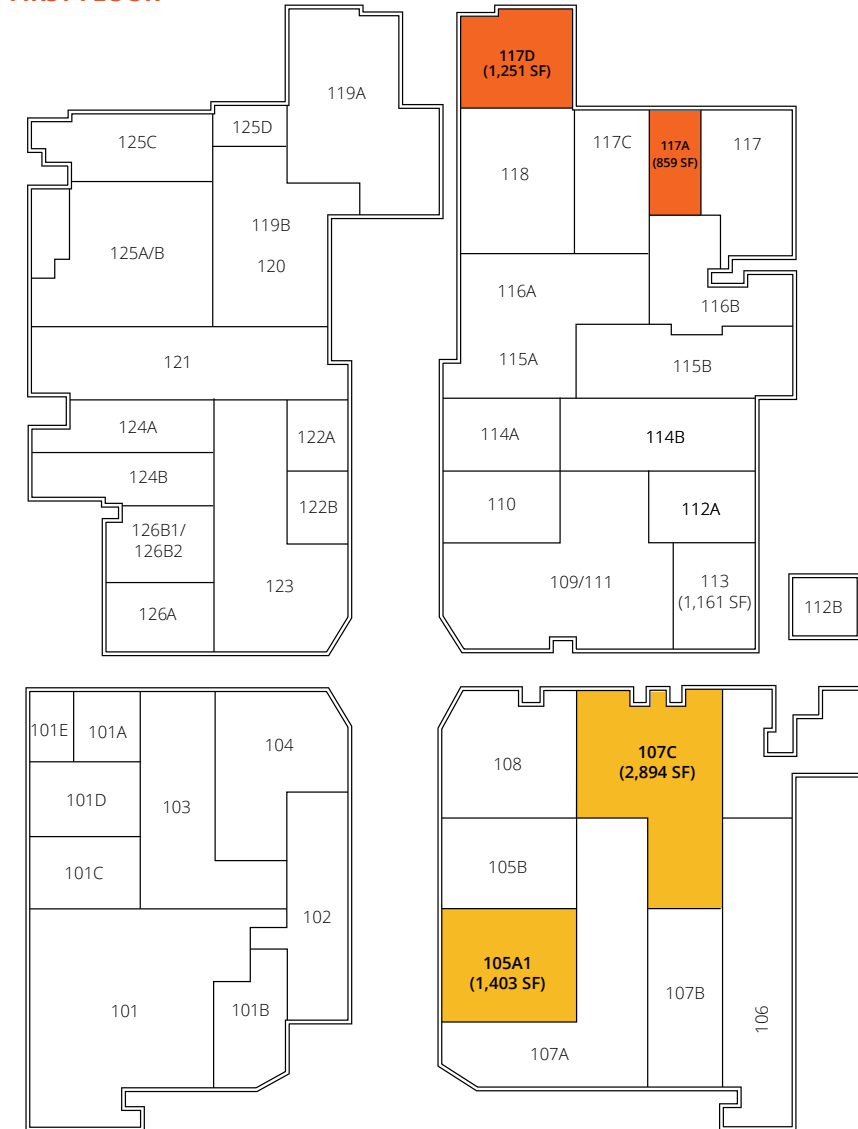 FIRST FLOOR
117D
(1,251 SF)
119A
125D
125C
117C
117A
(859 SF)
117
118
119B
125A/B
120
116A
116B
121
115A
115B
124A
122A
114A
114B
124B
122B
110
112A
126B1/
126B2
123
109/111
113
(1,161 SF)
126A
112B
101E
101A
104
108
107C
(2,894 SF)
101D
103
101C
105B
102
105A1
(1,403 SF)
101
101B
107B
106
107A